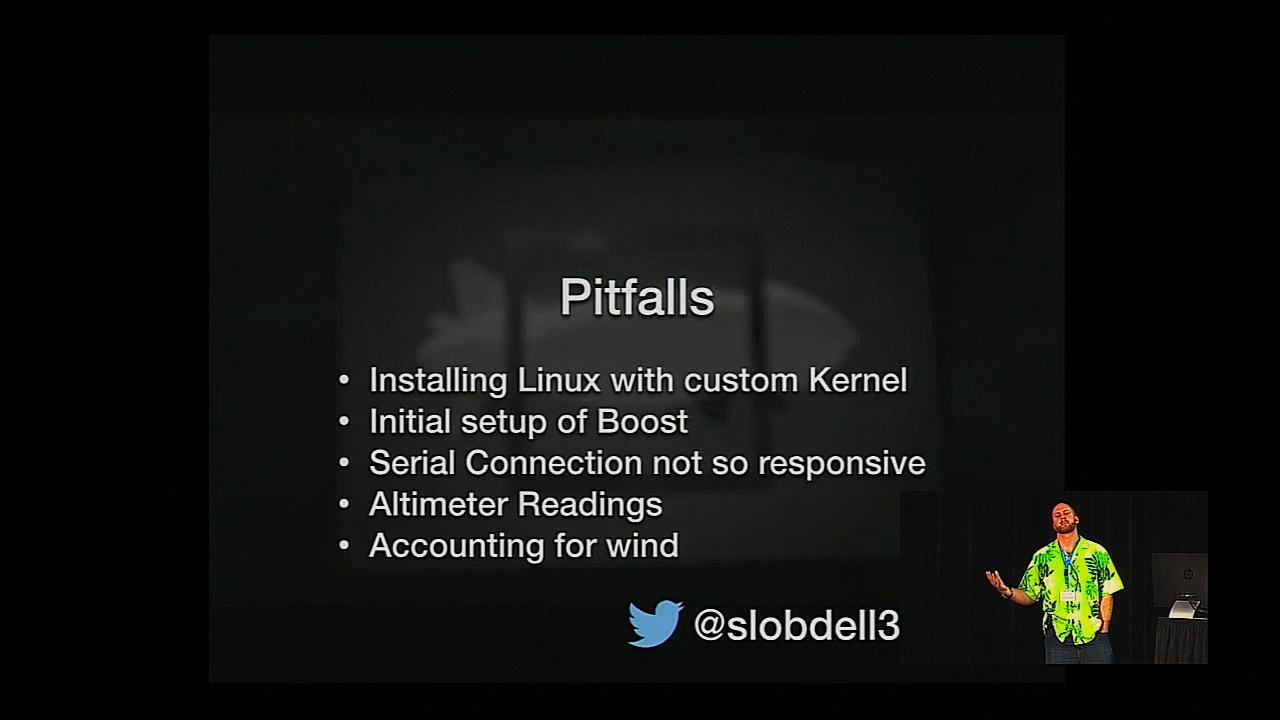 Pitfalls
• Installing Linux with custom Kernel
• Initial setup of Boost
• Serial Connection not so responsive
• Altimeter Readings
• Accounting for wind
@slobdell3